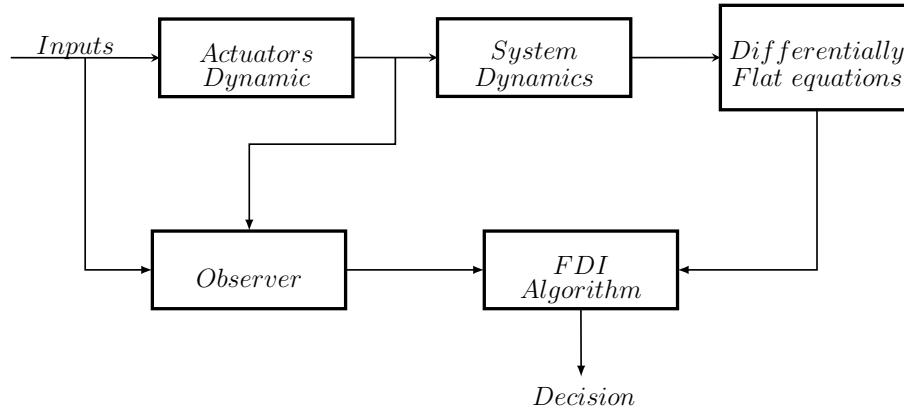 Inputs
Actuators
Dynamic
System
Dynamics
Differentially
Flat equations
Observer
FDI
Algorithm
Decision